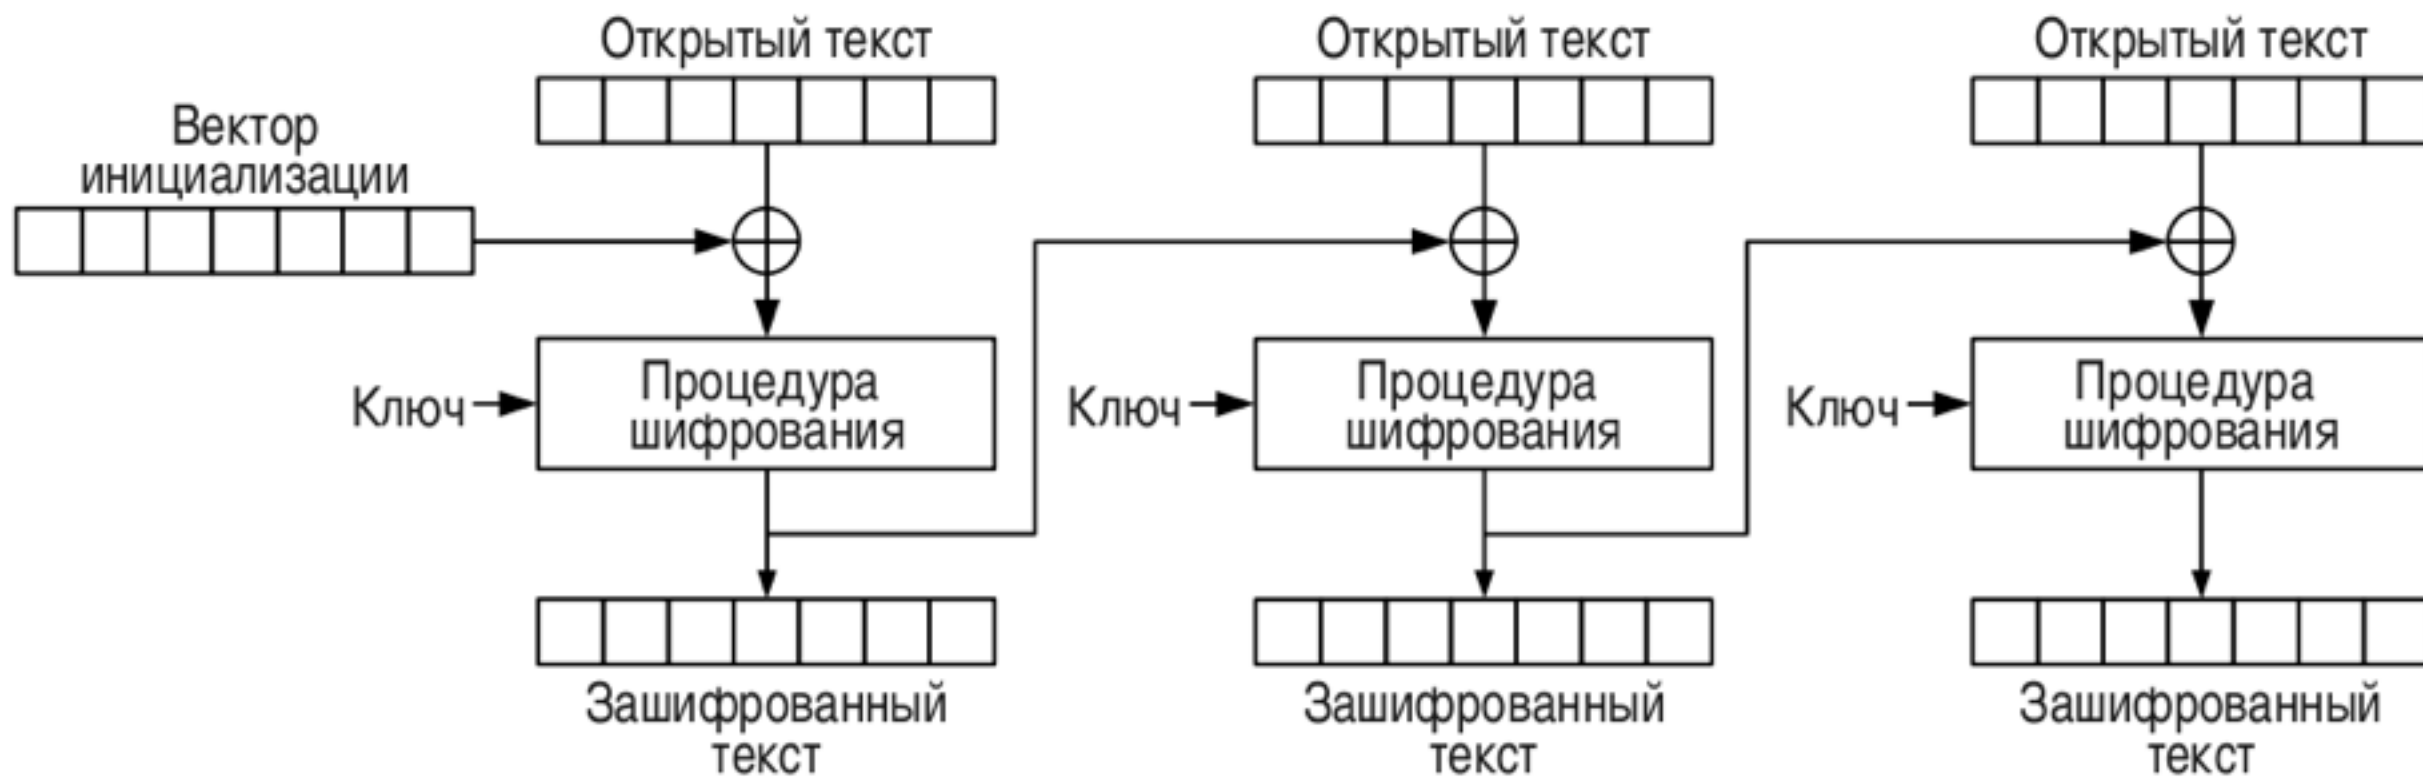 Открытый текст
Открытый текст
Открытый текст
Вектор
инициализации
Ключ
Процедура
шифрования
Ключ
Процедура
шифрования
Ключ
Процедура
шифрования
Зашифрованный
текст
Зашифрованный
текст
Зашифрованный
текст